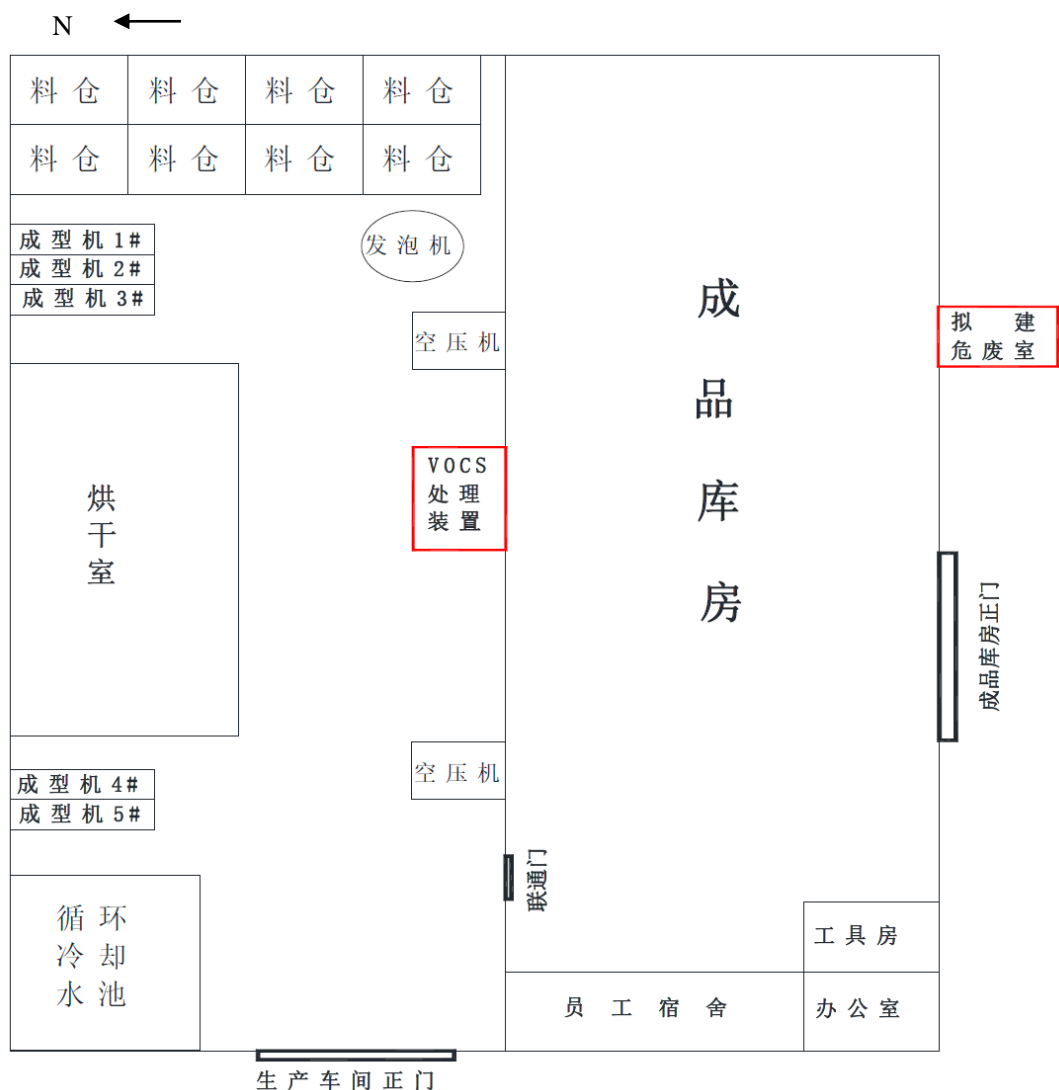 N
料仓 料仓 料仓 料仓
料仓 料仓 料仓 料仓
成型机1#
成型机2#
成型机3#
发泡机
空压机
VOCS
处理
装置
烘
干
室
成
品
库
房
拟建
危废室
成品库房正门
空压机
成型机4#
成型机5#
联通门
循环
冷却
水池
工具房
员工宿舍
办公室
生产车间正门